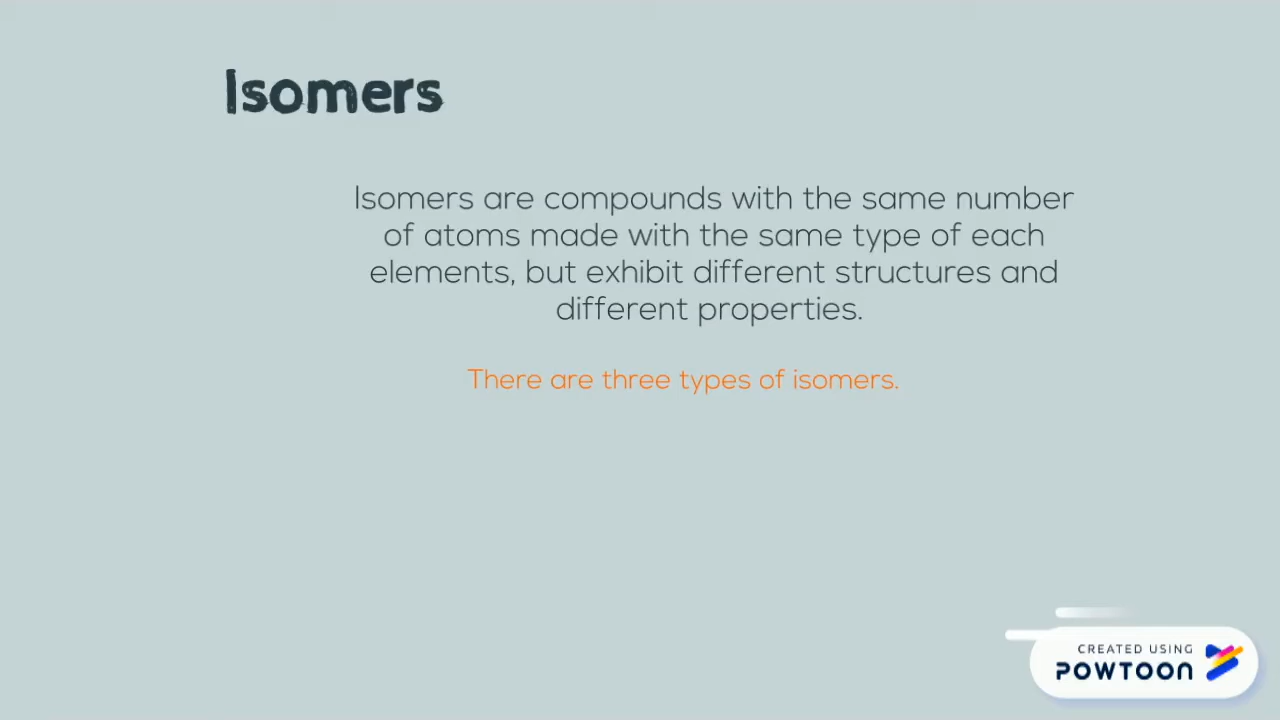 Isomers
Isomers are compounds with the same number
of atoms made with the same type of each
elements, but exhibit different structures and
different properties.
There are three types of isomers.
CREATED USING
POWTOON